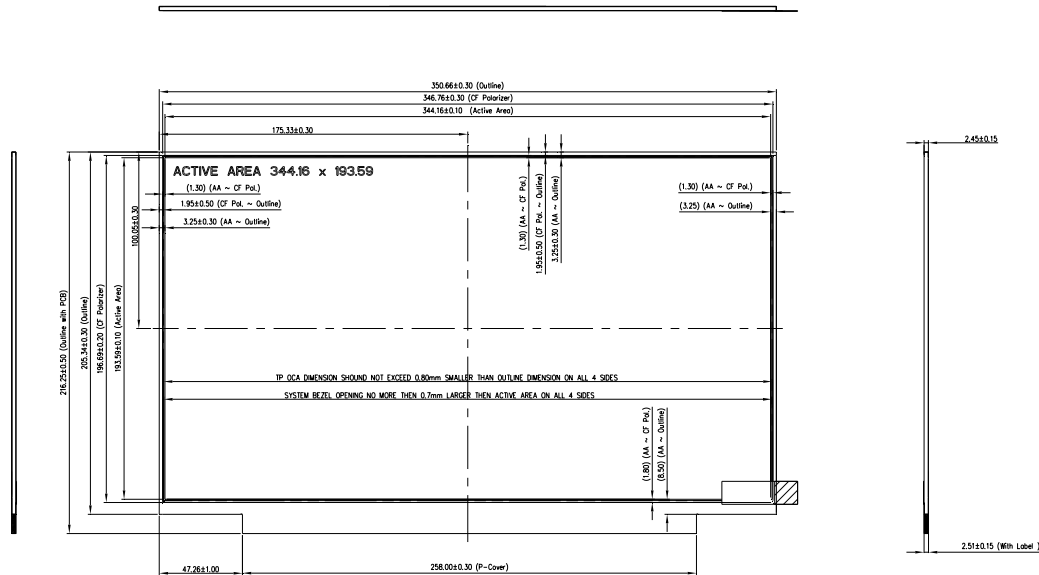 350.66±0.30 (Outline)
346.76±0.30 (CF Polarizer)
344.16±0.10 (Active Area)
175.33±0.30
2.45±0.15
ACTIVE AREA 344.16 x 193.59
(1.30) (AA ~ CF Pol.)
1.95±0.50 (CF Pol. ~ Outline)
3.25±0.30 (AA ~ Outline)
(1.30) (AA ~ CF Pol.)
1.95±0.50 (CF Pol. ~ Outline)
3.25±0.30 (AA ~ Outline)
(1.30) (AA ~ CF Pol.)
(3.25) (AA ~ Outline)
100.05±0.30
216.25±0.50 (Outline with PCB)
205.34±0.30 (Outline)
196.69±0.20 (CF Polarizer)
193.59±0.10 (Active Area)
TP OCA DIMENSION SHOUND NOT EXCEED 0.80mm SMALLER THAN OUTLINE DIMENSION ON ALL 4 SIDES
SYSTEM BEZEL OPENING NO MORE THEN 0.7mm LARGER THEN ACTIVE AREA ON ALL 4 SIDES
(1.80) (AA ~ CF Pol.)
(8.50) (AA ~ Outline)
2.51±0.15 (With Label )
47.26±1.00
258.00±0.30 (P-Cover)